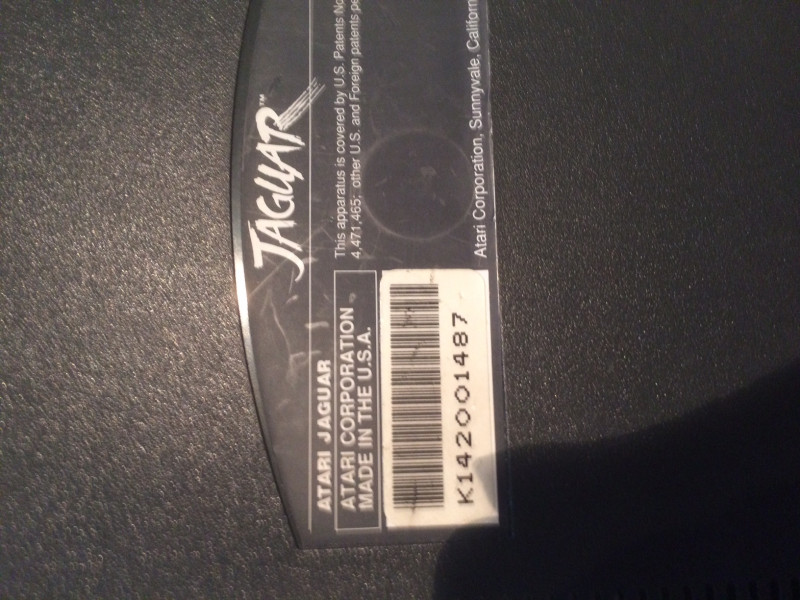 JAGUAR™
ATARI JAGUAR
ATARI CORPORATION
MADE IN THE U.S.A.
This apparatus is covered by U.S. Patents
4,471,465; other U.S. and Foreign patents
K142001487
Atari Corporation, Sunnyvale,